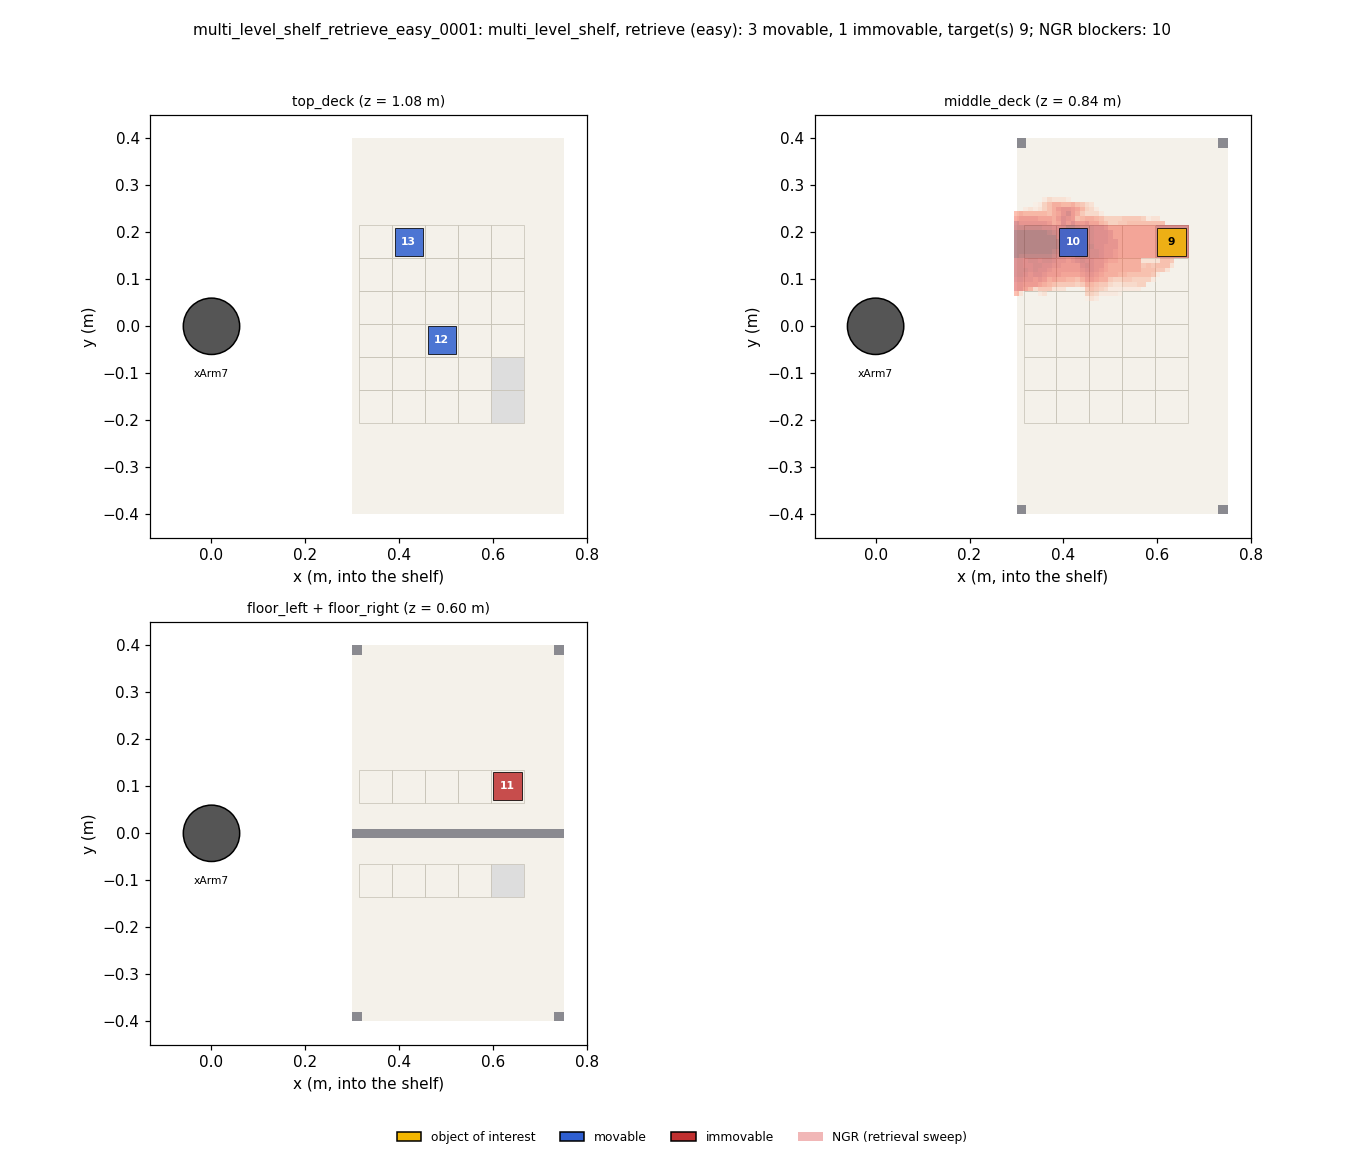 multi_level_shelf_retrieve_easy_0001: multi_level_shelf, retrieve (easy): 3 movable, 1 immovable, target(s) 9; NGR blockers: 10
top_deck (z = 1.08 m)
0.4
0.3
0.2
0.1
0.0
−0.1
−0.2
−0.3
−0.4
y (m)
13
12
xArm7
0.0
0.2
0.4
0.6
0.8
x (m, into the shelf)
middle_deck (z = 0.84 m)
0.4
0.3
0.2
0.1
0.0
−0.1
−0.2
−0.3
−0.4
y (m)
10
9
xArm7
0.0
0.2
0.4
0.6
0.8
x (m, into the shelf)
floor_left + floor_right (z = 0.60 m)
0.4
0.3
0.2
0.1
0.0
−0.1
−0.2
−0.3
−0.4
y (m)
11
xArm7
0.0
0.2
0.4
0.6
0.8
x (m, into the shelf)
object of interest
movable
immovable
NGR (retrieval sweep)